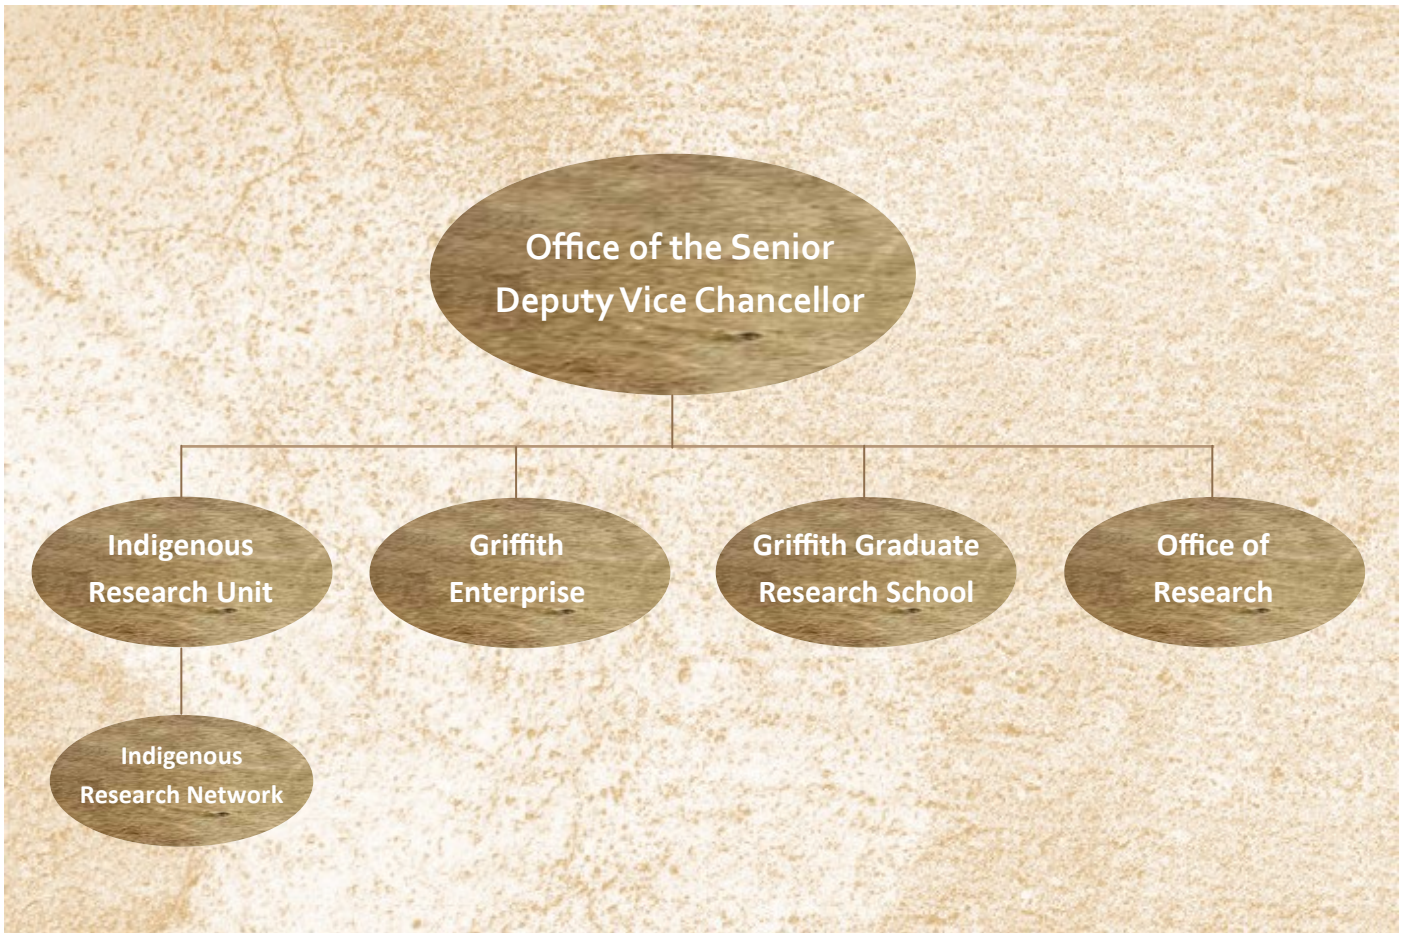 Office of the Senior
Deputy Vice Chancellor
Indigenous
Research Unit
Griffith
Enterprise
Griffith Graduate
Research School
Office of
Research
Indigenous
Research Network